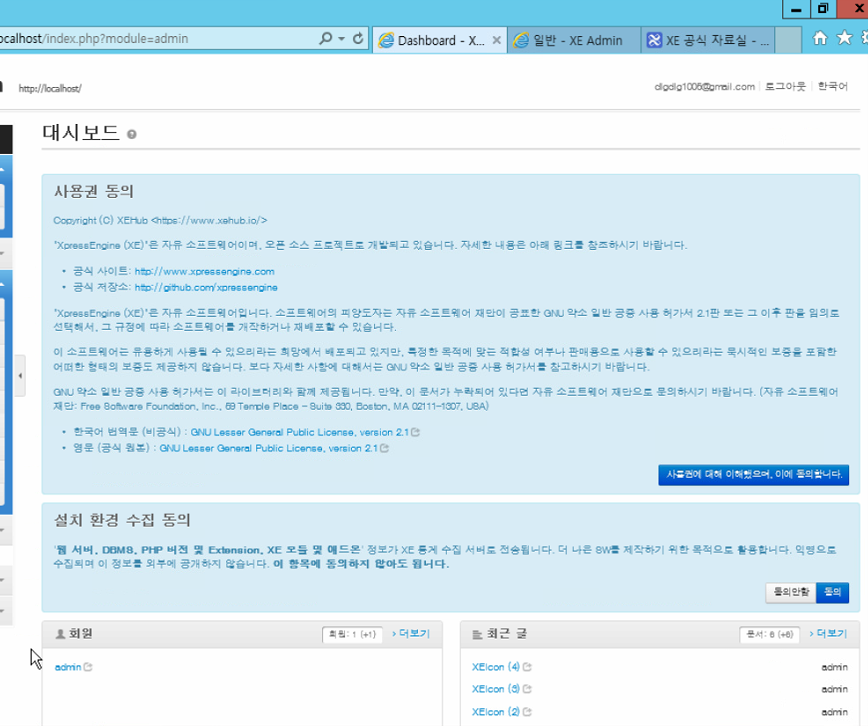 ocalhost/index.php?module=admin
Dashboard - X...
일반 - XE Admin
XE 공식 자료실 - ...
http://localhost/
로그아웃
한국어
대시보드
사용권 동의
Copyright (C) XEHub <https://www.xehub.io/>
"XpressEngine (XE)"은 자유 소프트웨어이며, 오픈 소스 프로젝트로 개발되고 있습니다. 자세한 내용은 아래 링크를 참조하시기 바랍니다.
• 공식 사이트: http://www.xpressengine.com
• 공식 저장소: http://github.com/xpressengine
"XpressEngine (XE)"은 자유 소프트웨어입니다. 소프트웨어의 피양도자는 자유 소프트웨어 재단이 공표한 GNU 약소 일반 공중 사용 허가서 2.1판 또는 그 이후 판을 임의로
선택해서, 그 규정에 따라 소프트웨어를 개작하거나 재배포할 수 있습니다.
이 소프트웨어는 유용하게 사용될 수 있으리라는 희망에서 배포되고 있지만, 특정한 목적에 맞는 적합성 여부나 판매용으로 사용할 수 있으리라는 묵시적인 보증을 포함한
어떠한 형태의 보증도 제공하지 않습니다. 보다 자세한 사항에 대해서는 GNU 약소 일반 공중 사용 허가서를 참고하시기 바랍니다.
GNU 약소 일반 공중 사용 허가서는 이 라이브러리와 함께 제공됩니다. 만약, 이 문서가 누락되어 있다면 자유 소프트웨어 재단으로 문의하시기 바랍니다. (자유 소프트웨어
재단: Free Software Foundation, Inc., 59 Temple Place - Suite 330, Boston, MA 02111-1307, USA)
• 한국어 번역문 (비공식) : GNU Lesser General Public License, version 2.1
• 영문 (공식 원문) : GNU Lesser General Public License, version 2.1
사용권에 대해 이해했으며, 이에 동의합니다.
설치 환경 수집 동의
'웹 서버, DBMS, PHP 버전 및 Extension, XE 모듈 및 애드온' 정보가 XE 통계 수집 서버로 전송됩니다. 더 나은 SW를 제작하기 위한 목적으로 활용합니다. 익명으로
수집되며 이 정보를 외부에 공개하지 않습니다. 이 항목에 동의하지 않아도 됩니다.
동의안함
동의
회원
회원: 1 (+1)
› 더보기
최근 글
문서: 6 (+6)
› 더보기
admin
XEicon (4)
admin
XEicon (3)
admin
XEicon (2)
admin